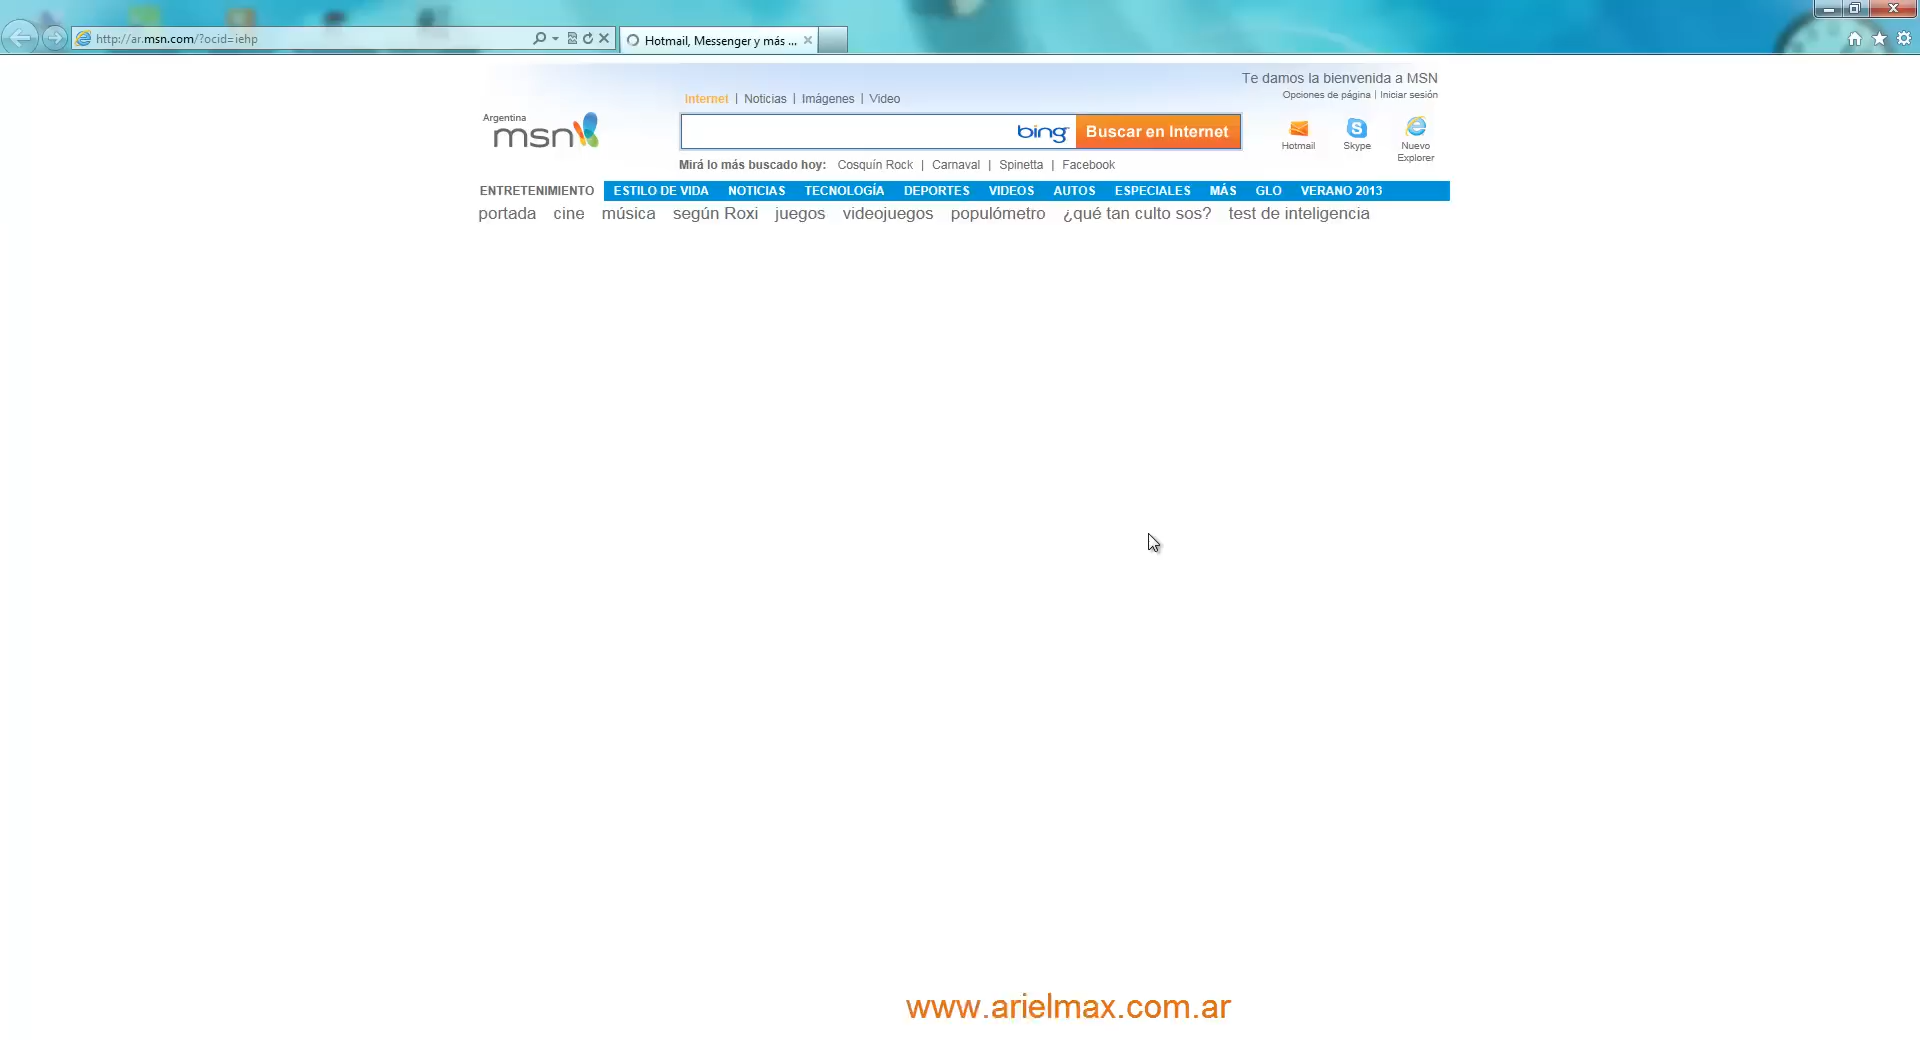 http://ar.msn.com/?ocid=iehp
Hotmail, Messenger y más ...
Te damos la bienvenida a MSN
Opciones de página | Iniciar sesión
Internet | Noticias | Imágenes | Video
Argentina
msn
bing
Buscar en Internet
Hotmail
Skype
Nuevo Explorer
Mirá lo más buscado hoy: Cosquín Rock | Carnaval | Spinetta | Facebook
ENTRETENIMIENTO ESTILO DE VIDA NOTICIAS TECNOLOGÍA DEPORTES VIDEOS AUTOS ESPECIALES MÁS GLO VERANO 2013
portada cine música según Roxi juegos videojuegos populómetro ¿qué tan culto sos? test de inteligencia
www.arielmax.com.ar